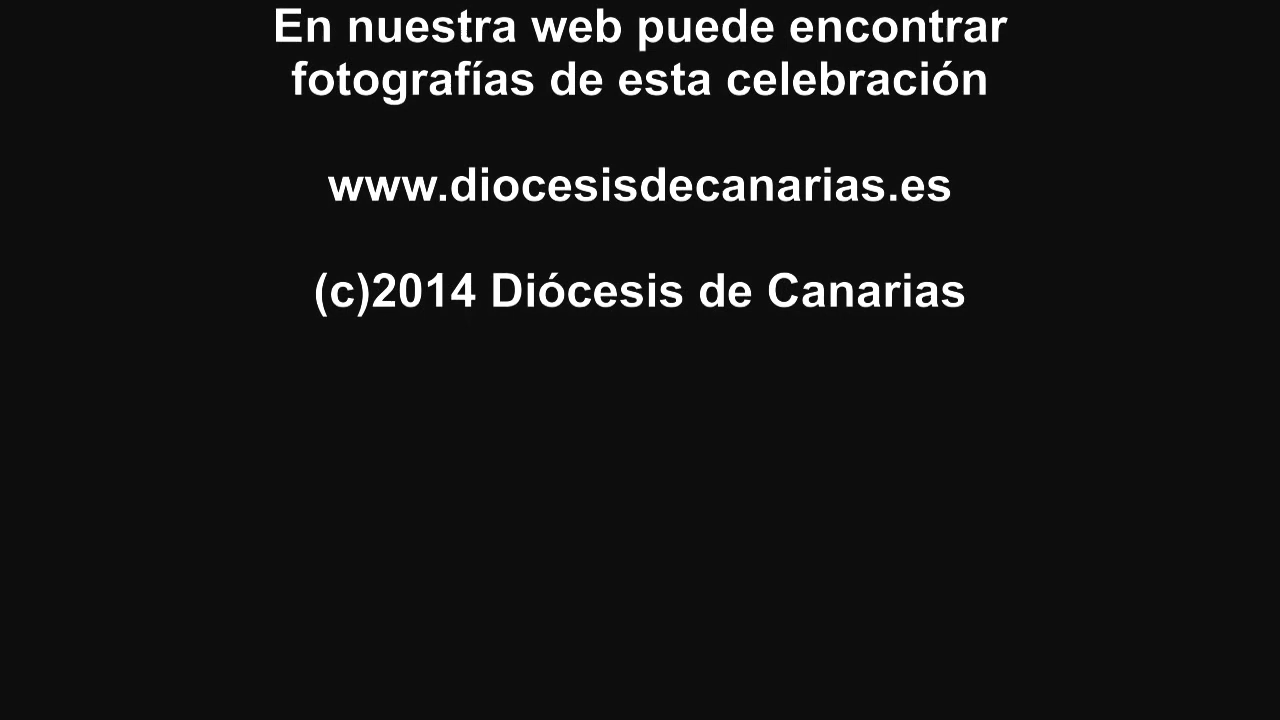 En nuestra web puede encontrar
fotografías de esta celebración
www.diocesisdecanarias.es
(c)2014 Diócesis de Canarias